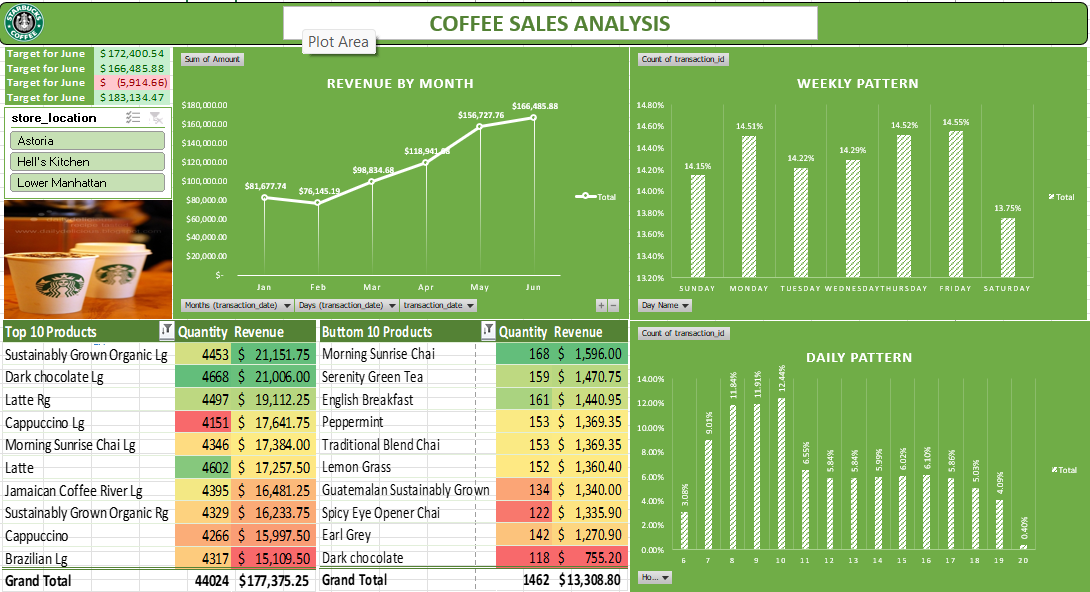 STARBUCKS
COFFEE
COFFEE SALES ANALYSIS
Plot Area
Target for June $ 172,400.54
Target for June $ 166,485.88
Target for June $ (5,914.66)
Target for June $ 183,134.47
store_location
Astoria
Hell's Kitchen
Lower Manhattan
Sum of Amount
REVENUE BY MONTH
$180,000.00
$160,000.00
$140,000.00
$120,000.00
$100,000.00
$80,000.00
$60,000.00
$40,000.00
$20,000.00
$-
$81,677.74
$76,145.19
$98,834.68
$118,941.08
$156,727.76
$166,485.88
Jan Feb Mar Apr May Jun
Total
Months (transaction_date) Days (transaction_date) transaction_date
Count of transaction_id
WEEKLY PATTERN
14.80%
14.60%
14.40%
14.20%
14.00%
13.80%
13.60%
13.40%
13.20%
14.15%
14.51%
14.22%
14.29%
14.52%
14.55%
13.75%
SUNDAY MONDAY TUESDAY WEDNESDAY THURSDAY FRIDAY SATURDAY
Total
Day Name
Top 10 Products Quantity Revenue
Sustainably Grown Organic Lg 4453 $ 21,151.75
Dark chocolate Lg 4668 $ 21,006.00
Latte Rg 4497 $ 19,112.25
Cappuccino Lg 4151 $ 17,641.75
Morning Sunrise Chai Lg 4346 $ 17,384.00
Latte 4602 $ 17,257.50
Jamaican Coffee River Lg 4395 $ 16,481.25
Sustainably Grown Organic Rg 4329 $ 16,233.75
Cappuccino 4266 $ 15,997.50
Brazilian Lg 4317 $ 15,109.50
Grand Total 44024 $177,375.25
Buttom 10 Products Quantity Revenue
Morning Sunrise Chai 168 $ 1,596.00
Serenity Green Tea 159 $ 1,470.75
English Breakfast 161 $ 1,440.95
Peppermint 153 $ 1,369.35
Traditional Blend Chai 153 $ 1,369.35
Lemon Grass 152 $ 1,360.40
Guatemalan Sustainably Grown 134 $ 1,340.00
Spicy Eye Opener Chai 122 $ 1,335.90
Earl Grey 142 $ 1,270.90
Dark chocolate 118 $ 755.20
Grand Total 1462 $13,308.80
Count of transaction_id
DAILY PATTERN
14.00%
12.00%
10.00%
8.00%
6.00%
4.00%
2.00%
0.00%
3.08%
9.01%
11.84%
11.91%
12.44%
6.55%
5.84%
5.84%
5.99%
6.02%
6.10%
5.86%
5.03%
4.09%
0.40%
6 7 8 9 10 11 12 13 14 15 16 17 18 19 20
Total
Ho...